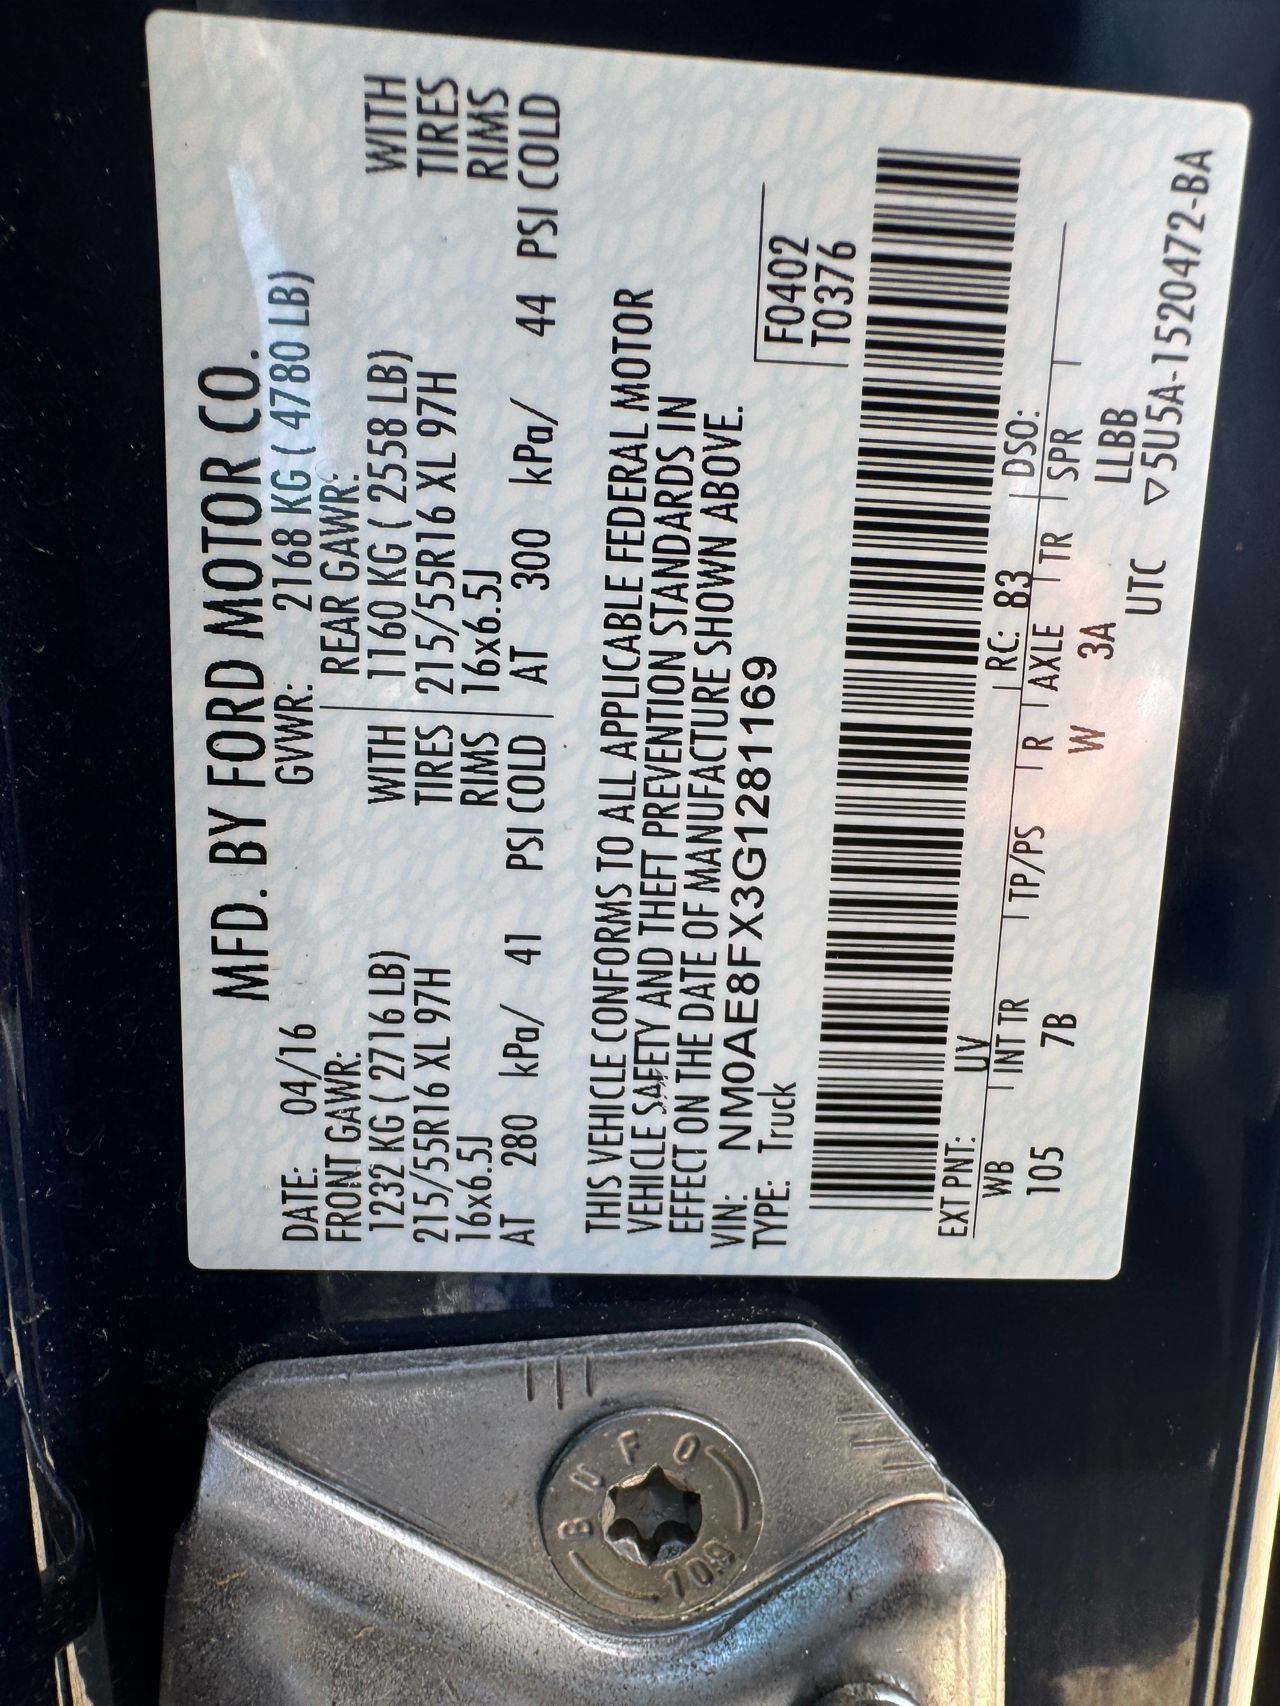 MFD. BY FORD MOTOR CO.
DATE: 04/16 GVWR: 2168 KG ( 4780 LB)
FRONT GAWR: REAR GAWR:
1232 KG ( 2716 LB) WITH 1160 KG ( 2558 LB) WITH
215/55R16 XL 97H TIRES 215/55R16 XL 97H TIRES
16x6.5J RIMS 16x6.5J RIMS
AT 280 kPa/ 41 PSI COLD AT 300 kPa/ 44 PSI COLD
THIS VEHICLE CONFORMS TO ALL APPLICABLE FEDERAL MOTOR
VEHICLE SAFETY AND THEFT PREVENTION STANDARDS IN
EFFECT ON THE DATE OF MANUFACTURE SHOWN ABOVE.
VIN: NM0AE8FX3G1281169 F0402
TYPE: Truck T0376
EXT PNT: UV RC: 83 DSO:
WB INT TR TP/PS R AXLE TR SPR
105 7B W 3A LLBB
UTC ▽5U5A-1520472-BA
BUFO
10.9